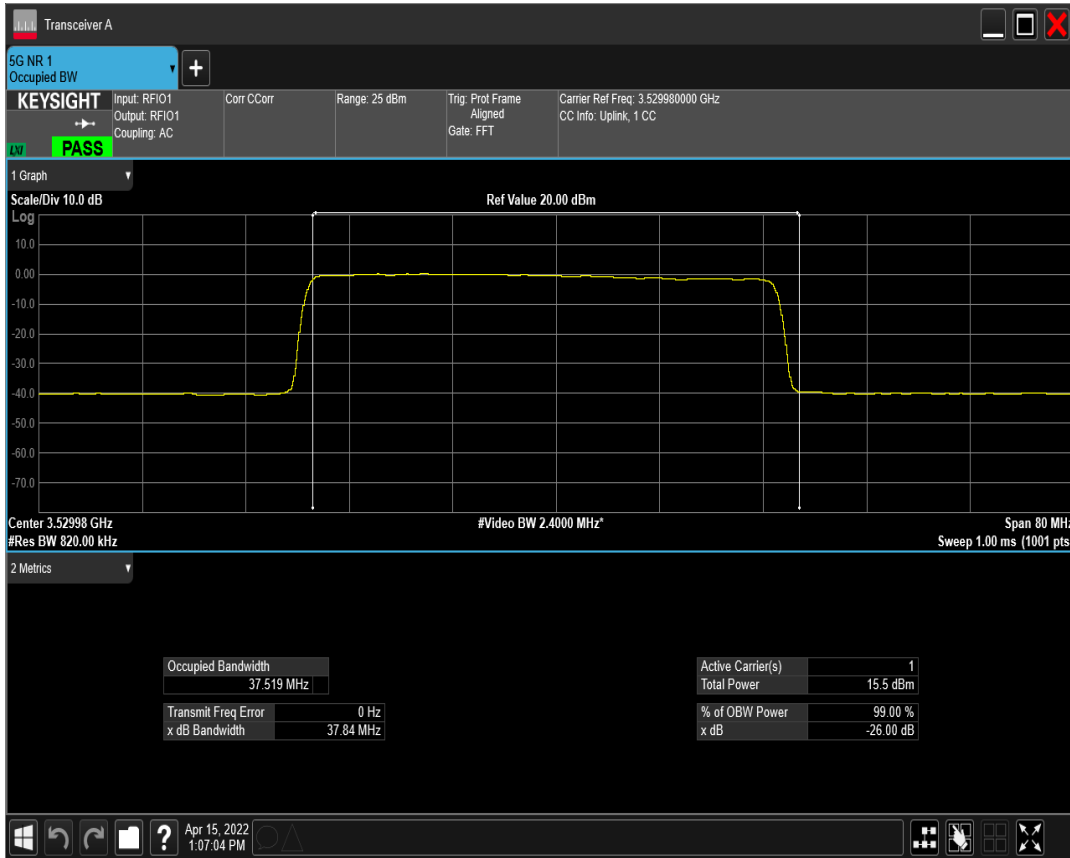 Transceiver A
5G NR 1
Occupied BW
+
KEYSIGHT
Input: RFIO1
Output: RFIO1
Coupling: AC
Corr CCorr
Range: 25 dBm
Trig: Prot Frame
Aligned
Gate: FFT
Carrier Ref Freq: 3.529980000 GHz
CC Info: Uplink, 1 CC
LXI
PASS
1 Graph
Scale/Div 10.0 dB
Ref Value 20.00 dBm
Log
10.0
0.00
-10.0
-20.0
-30.0
-40.0
-50.0
-60.0
-70.0
Center 3.52998 GHz
#Video BW 2.4000 MHz*
Span 80 MHz
#Res BW 820.00 kHz
Sweep 1.00 ms (1001 pts
2 Metrics
Occupied Bandwidth
37.519 MHz
Transmit Freq Error 0 Hz
x dB Bandwidth 37.84 MHz
Active Carrier(s) 1
Total Power 15.5 dBm
% of OBW Power 99.00 %
x dB -26.00 dB
?
Apr 15, 2022
1:07:04 PM